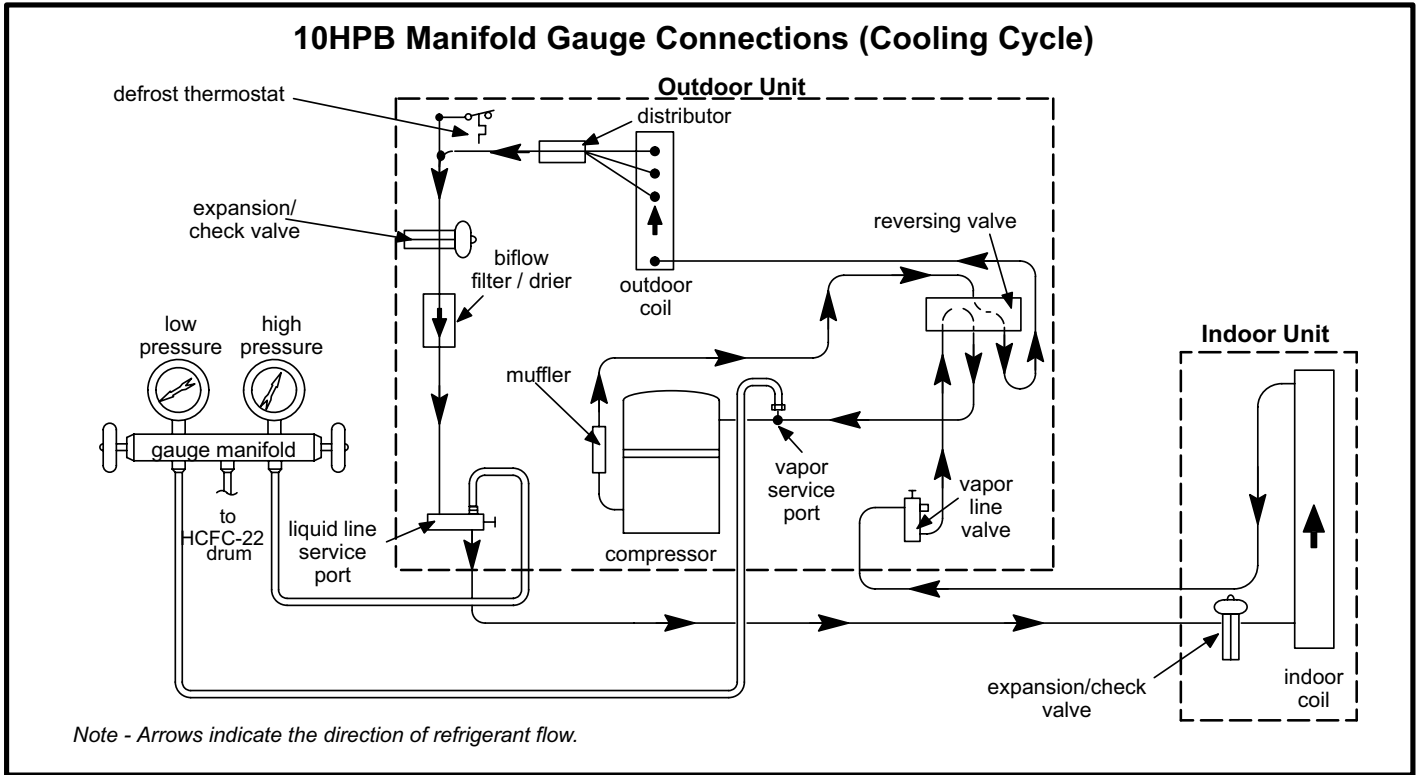 10HPB Manifold Gauge Connections (Cooling Cycle)
Outdoor Unit
defrost thermostat
distributor
expansion/
check valve
biflow
filter / drier
outdoor
coil
reversing valve
low
pressure
high
pressure
Indoor Unit
muffler
gauge manifold
vapor
service
port
vapor
line
valve
to
HCFC-22
drum
liquid line
service
port
compressor
expansion/check
valve
indoor
coil
Note - Arrows indicate the direction of refrigerant flow.